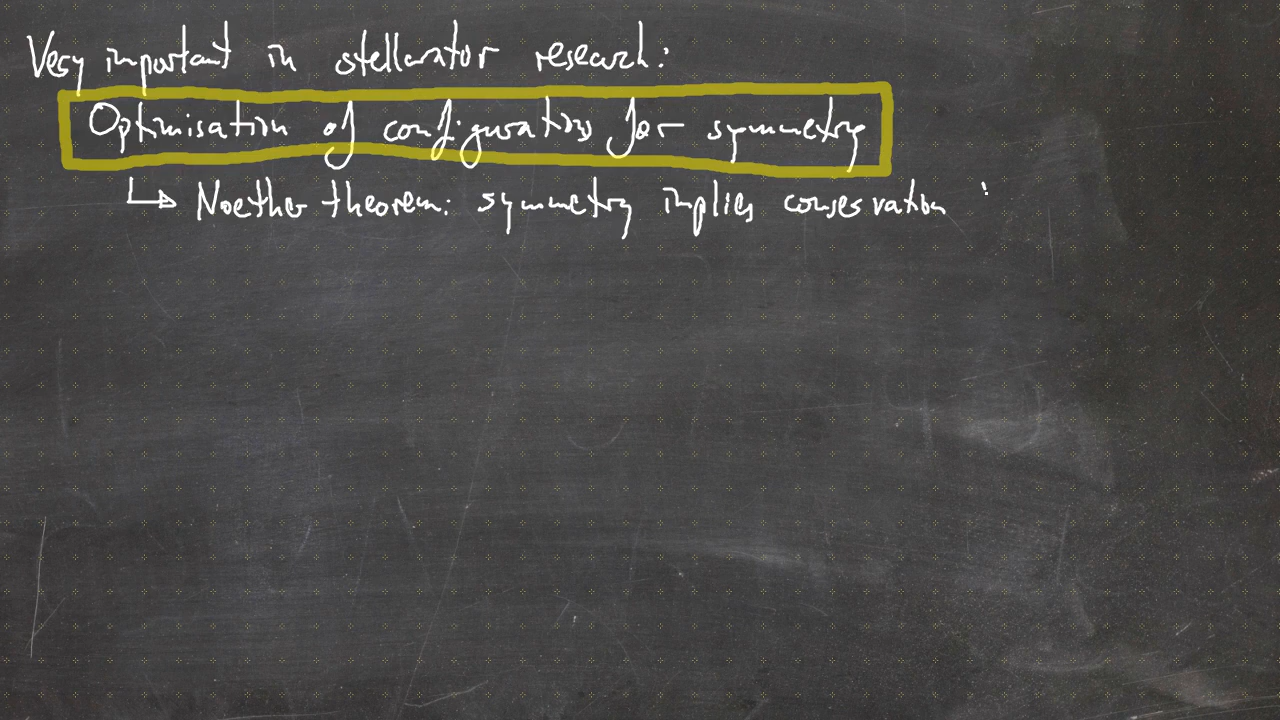 Very important in stellarator research:
Optimisation of configurations for symmetry
Noether theorem: symmetry implies conservation